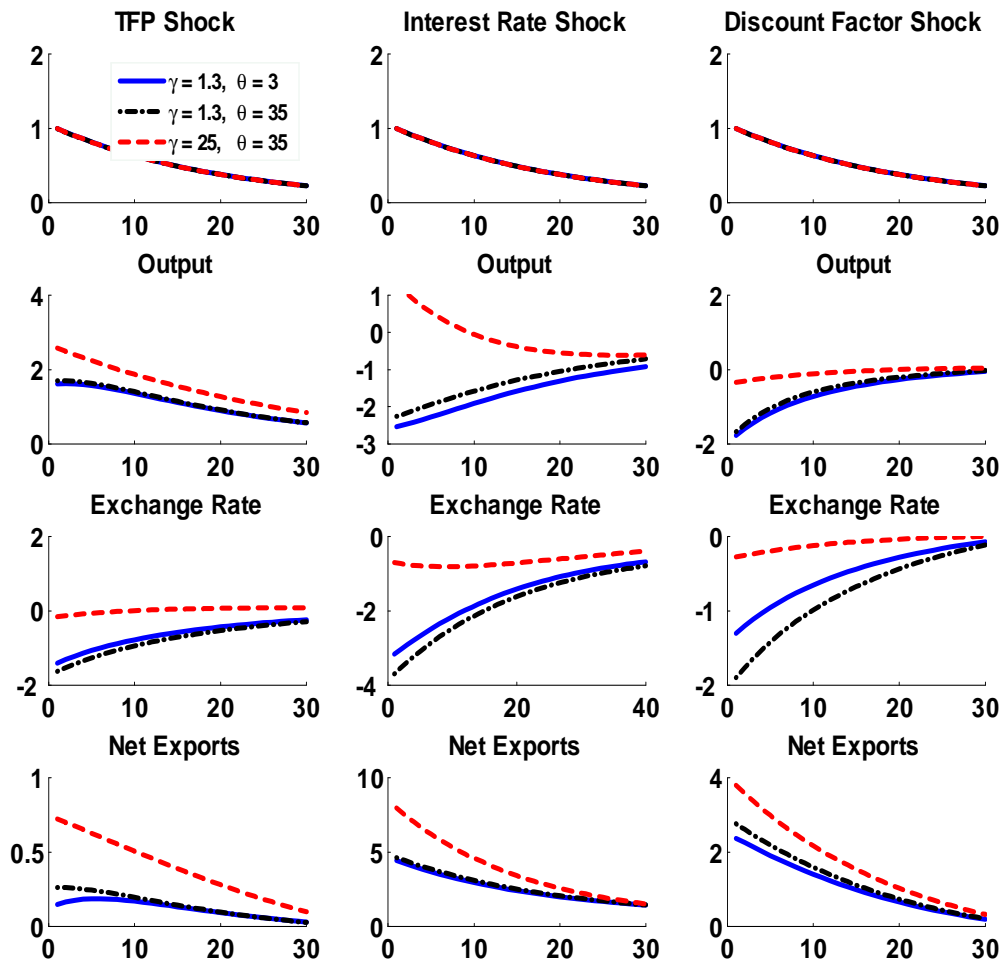 TFP Shock Interest Rate Shock Discount Factor Shock
2 2 2
γ = 1.3, θ = 3
γ = 1.3, θ = 35
γ = 25, θ = 35
1 1 1
0 0 0
0 10 20 30 0 10 20 30 0 10 20 30
Output Output Output
4 1 2
0
2 -1 0
-2
0 -3 -2
0 10 20 30 0 10 20 30 0 10 20 30
Exchange Rate Exchange Rate Exchange Rate
2 0 0
0 -2 -1
-2 -4 -2
0 10 20 30 0 20 40 0 10 20 30
Net Exports Net Exports Net Exports
1 10 4
0.5 5 2
0 0 0
0 10 20 30 0 10 20 30 0 10 20 30